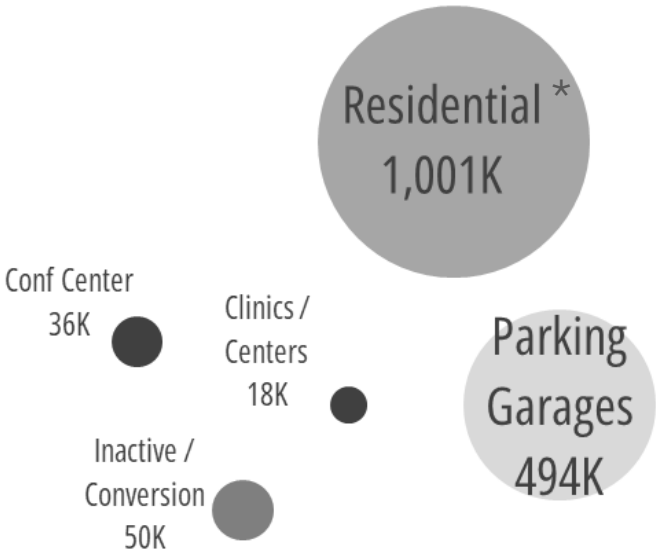 Residential *
1,001K
Conf Center
36K
Clinics /
Centers
18K
Parking
Garages
494K
Inactive /
Conversion
50K